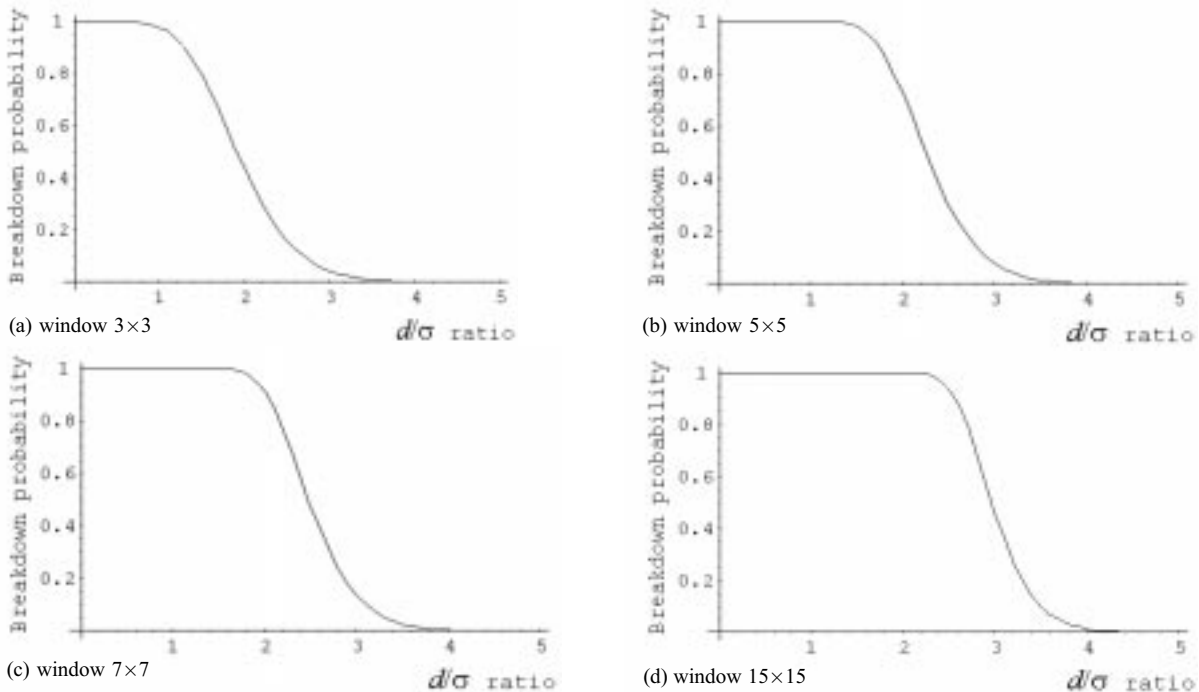 Breakdown probability
1
0.8
0.6
0.4
0.2
1 2 3 4 5
(a) window 3×3
d/σ ratio
Breakdown probability
1
0.8
0.6
0.4
0.2
1 2 3 4 5
(b) window 5×5
d/σ ratio
Breakdown probability
1
0.8
0.6
0.4
0.2
1 2 3 4 5
(c) window 7×7
d/σ ratio
Breakdown probability
1
0.8
0.6
0.4
0.2
1 2 3 4 5
(d) window 15×15
d/σ ratio